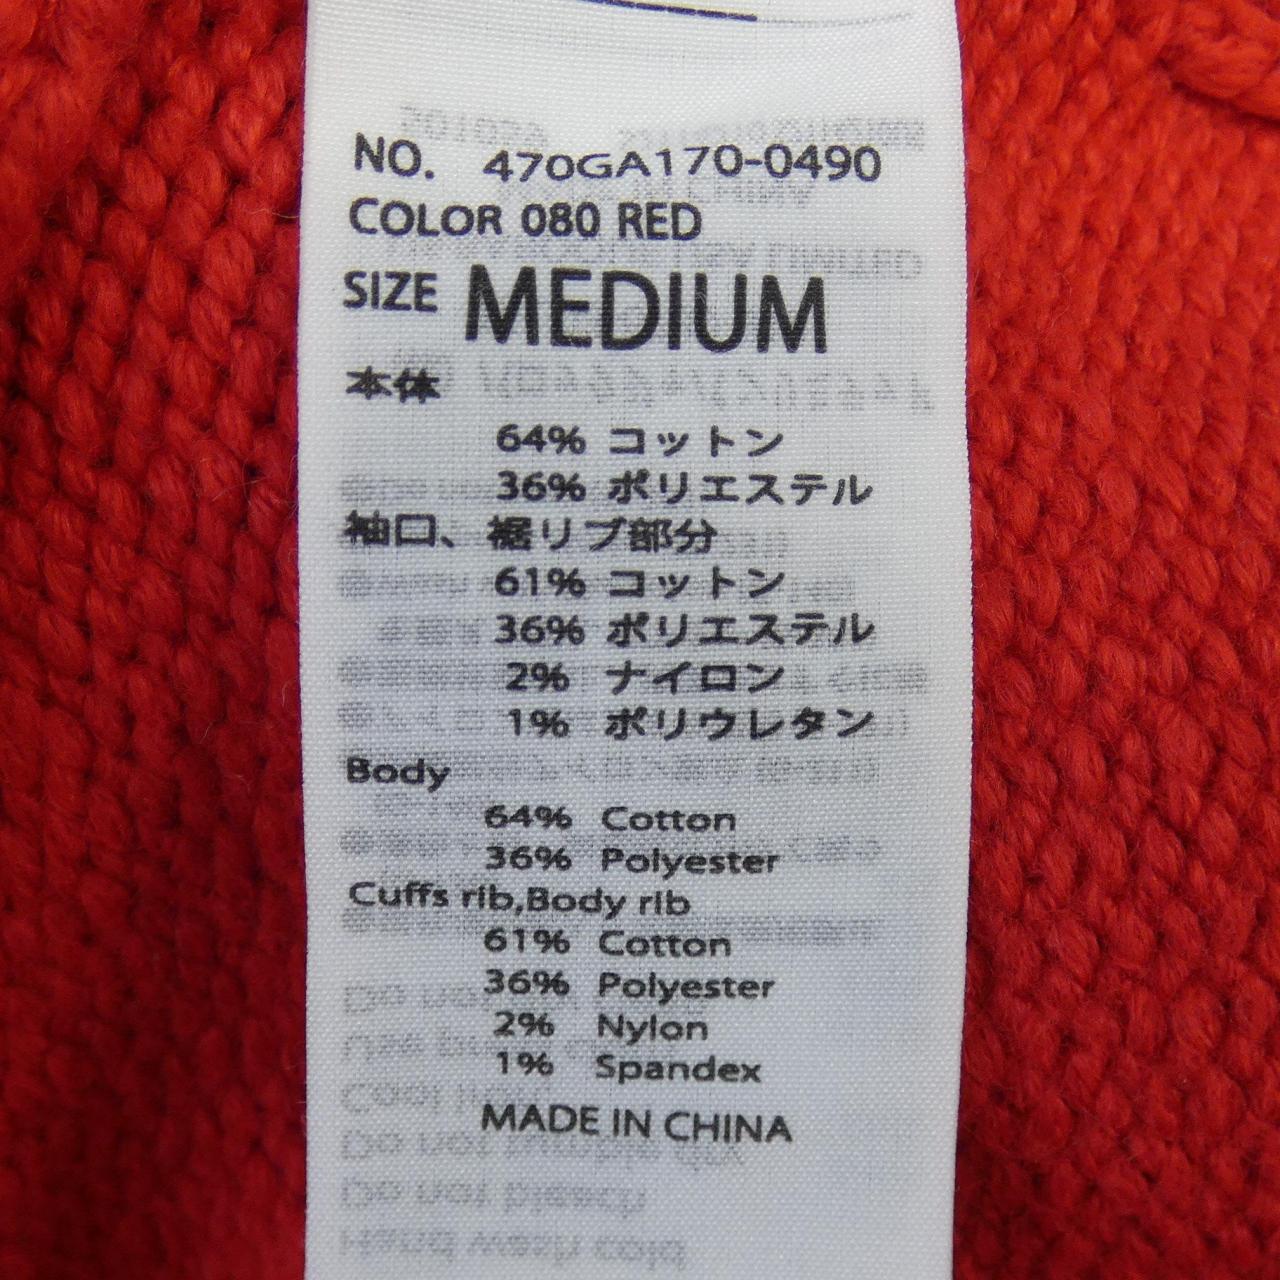 NO. 470GA170-0490
COLOR 080 RED
SIZE MEDIUM
本体
64% コットン
36% ポリエステル
袖口、裾リブ部分
61% コットン
36% ポリエステル
2% ナイロン
1% ポリウレタン
Body
64% Cotton
36% Polyester
Cuffs rib,Body rib
61% Cotton
36% Polyester
2% Nylon
1% Spandex
MADE IN CHINA